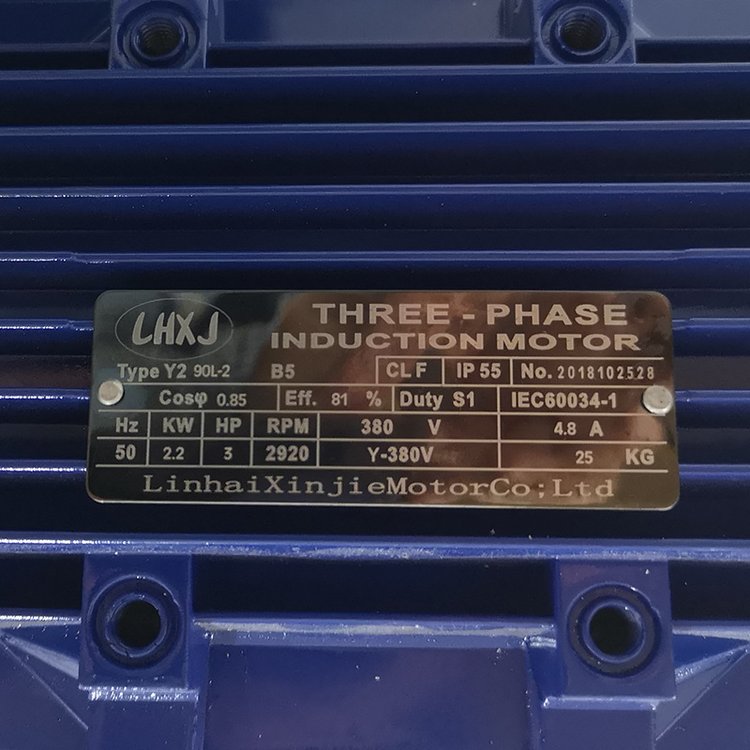 LHXJ
THREE - PHASE
INDUCTION MOTOR
Type Y2 90L-2 B5 CL F IP 55 No. 2018102528
Cosφ 0.85 Eff. 81 % Duty S1 IEC60034-1
Hz KW HP RPM 380 V 4.8 A
50 2.2 3 2920 Y-380V 25 KG
LinhaiXinjieMotorCo;Ltd